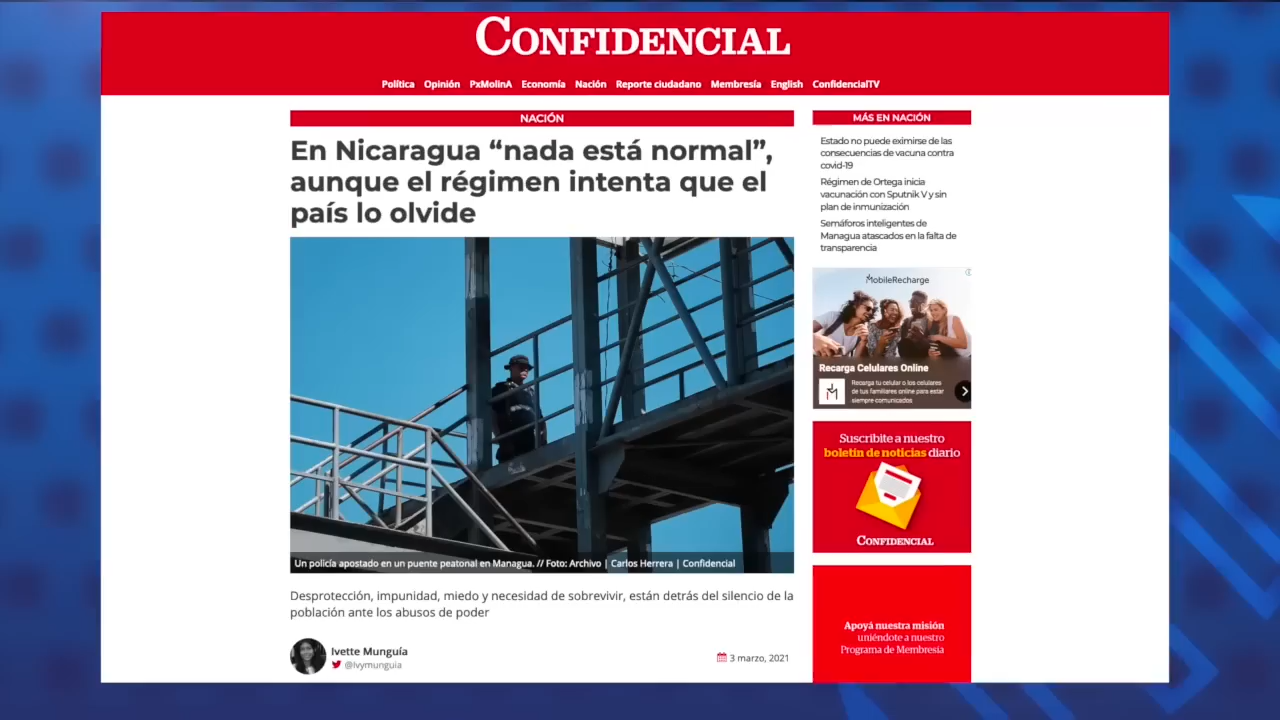 CONFIDENCIAL
Política Opinión PxMolinA Economía Nación Reporte ciudadano Membresía English ConfidencialTV
NACIÓN
En Nicaragua “nada está normal”,
aunque el régimen intenta que el
país lo olvide
Un policía apostado en un puente peatonal en Managua. // Foto: Archivo | Carlos Herrera | Confidencial
Desprotección, impunidad, miedo y necesidad de sobrevivir, están detrás del silencio de la
población ante los abusos de poder
Ivette Munguía
@Ivymunguia
3 marzo, 2021
MÁS EN NACIÓN
Estado no puede eximirse de las
consecuencias de vacuna contra
covid-19
Régimen de Ortega inicia
vacunación con Sputnik V y sin
plan de inmunización
Semáforos inteligentes de
Managua atascados en la falta de
transparencia
MobileRecharge
Recarga Celulares Online
Recarga tu celular o los celulares
de tus familiares online para estar
siempre comunicados
Suscribite a nuestro
boletín de noticias diario
CONFIDENCIAL
Apoyá nuestra misión
uniéndote a nuestro
Programa de Membresía